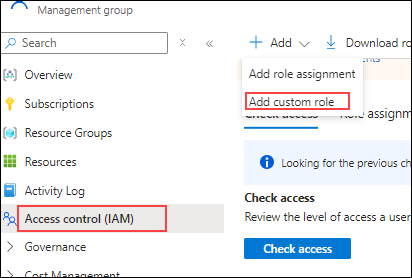 Management group
Search
Add
Download ro
Overview
Add role assignment
Subscriptions
Add custom role
Resource Groups
Check access
Role assignm
Resources
Looking for the previous ch
Activity Log
Check access
Access control (IAM)
Review the level of access a user
Governance
Check access
Cost Management